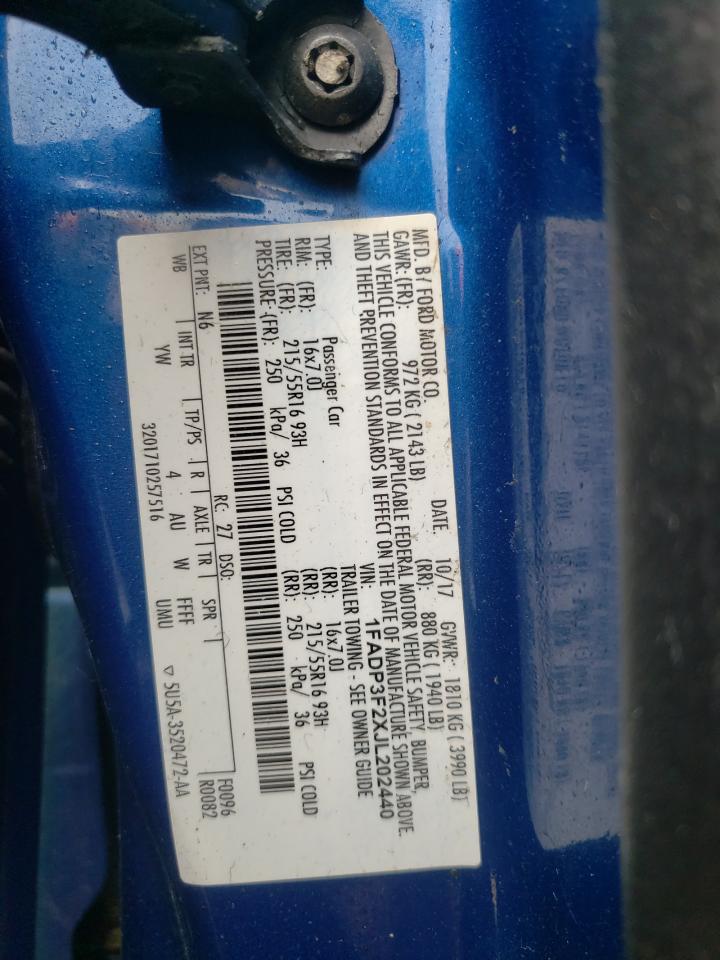 MFD. BY FORD MOTOR CO.
DATE: 10/17 GVWR: 1810 KG ( 3990 LB)
GAWR: (FR): 972 KG ( 2143 LB) (RR): 880 KG ( 1940 LB)
THIS VEHICLE CONFORMS TO ALL APPLICABLE FEDERAL MOTOR VEHICLE SAFETY, BUMPER,
AND THEFT PREVENTION STANDARDS IN EFFECT ON THE DATE OF MANUFACTURE SHOWN ABOVE.
VIN: 1FADP3F2XJL202440
TYPE: Passenger Car TRAILER TOWING - SEE OWNER GUIDE
RIM: (FR): 16x7.0J (RR): 16x7.0J
TIRE: (FR): 215/55R16 93H (RR): 215/55R16 93H
PRESSURE: (FR): 250 kPa/ 36 PSI COLD (RR): 250 kPa/ 36 PSI COLD
EXT PNT: N6 RC: 27 DSO: F0096
WB INT TR TP/PS R AXLE TR SPR R0082
YW 4 AU W FFFF
3201710257516 UMU ▽ 5U5A-3520472-AA